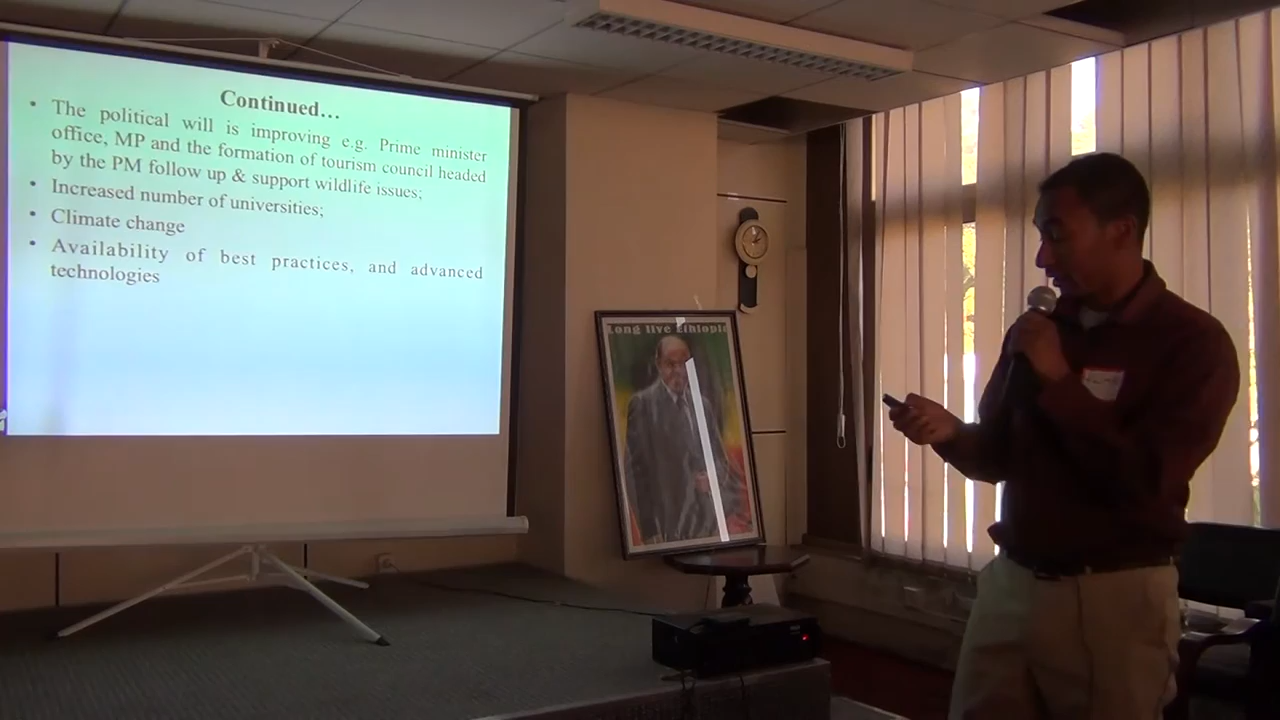 Continued…
• The political will is improving e.g. Prime minister
office, MP and the formation of tourism council headed
by the PM follow up & support wildlife issues;
• Increased number of universities;
• Climate change
• Availability of best practices, and advanced
technologies
Long live Ethiopia